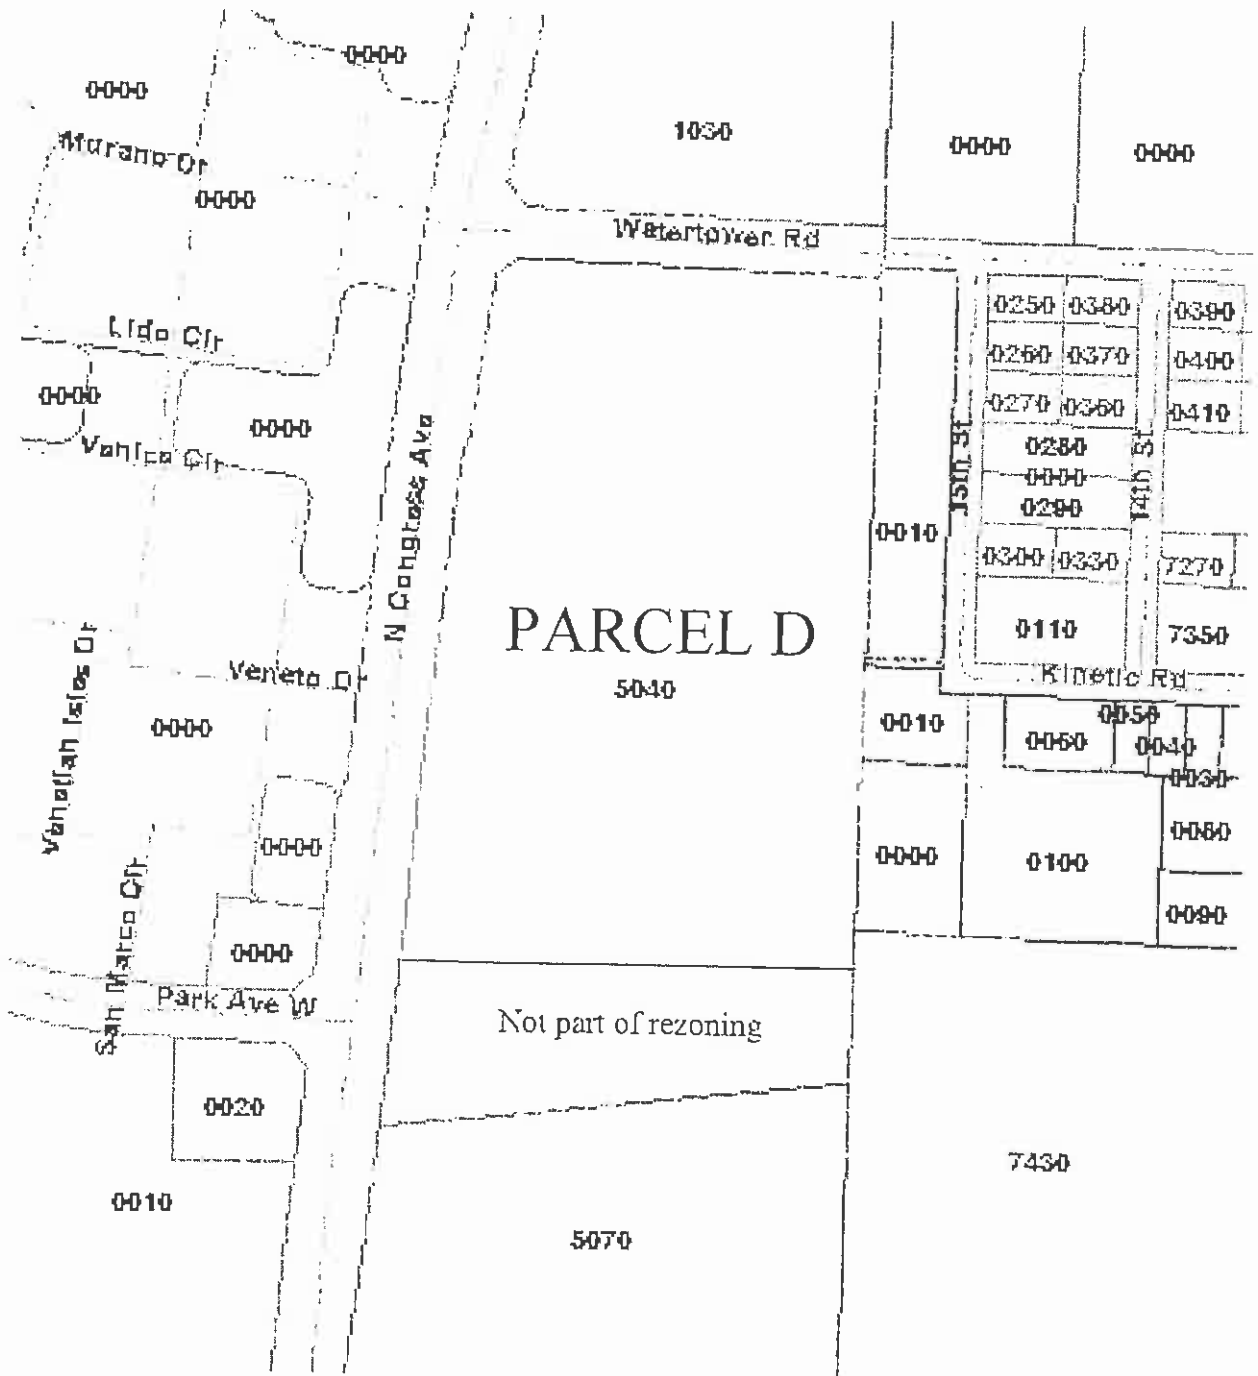 0000
0000
1030
0000
0000
Murano Dr
0000
Watertower Rd
0250 0380
0390
Lido Cir
0260 0370
0400
0000
0270 0360
0410
0000
Venice Cir
0280
0000
0290
N Congress Ave
15th St
14th St
0010
0300 0330
7270
PARCEL D
5040
0110
7350
Veneto Dr
Kinetic Rd
Venetian Isles Dr
0000
0010
0050
0060
0040
0030
0080
0000
0000
0100
San Marco Cir
0090
0000
Park Ave W
Not part of rezoning
0020
7430
0010
5070